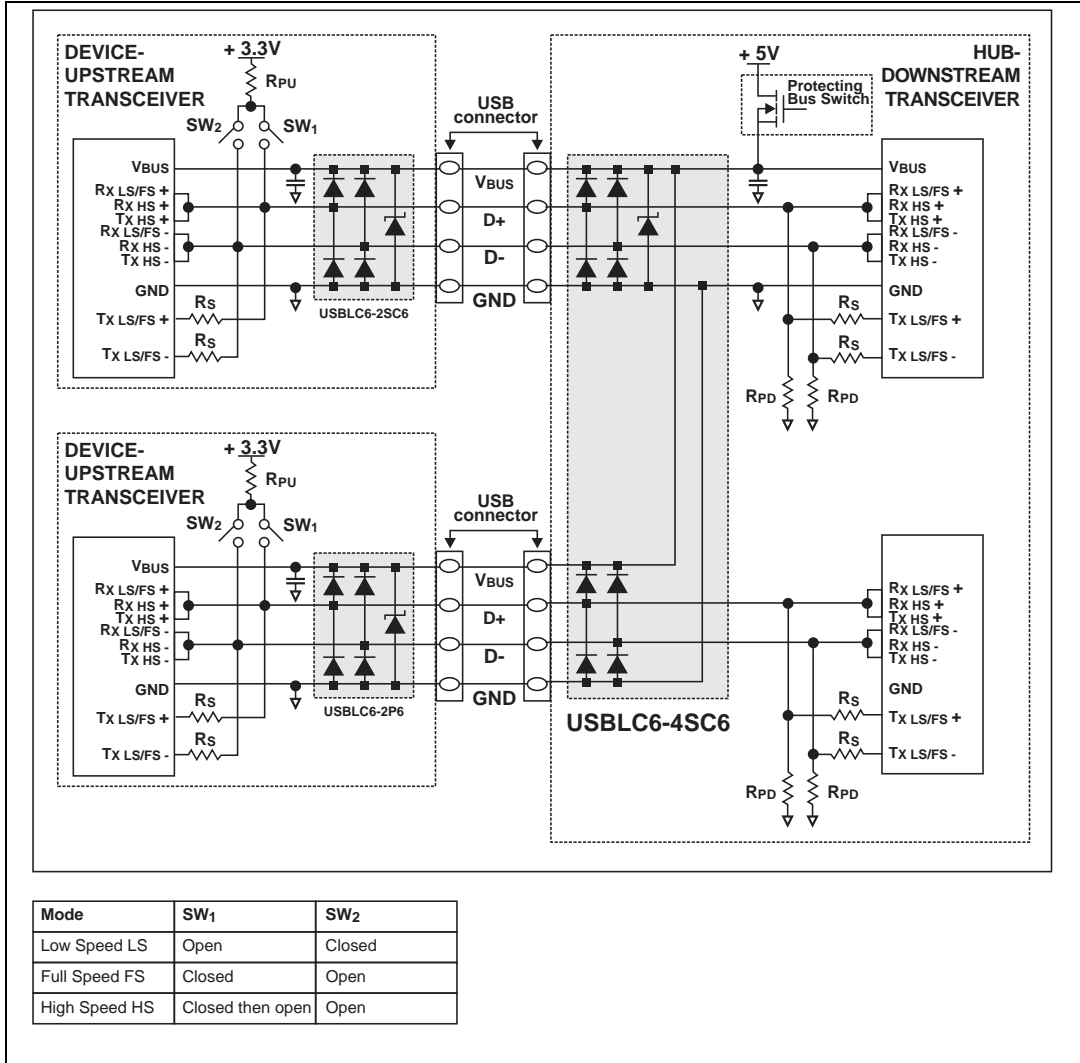 DEVICE-
UPSTREAM
TRANSCEIVER
+ 3.3V
RPU
SW2
SW1
VBUS
RX LS/FS +
RX HS +
TX HS +
RX LS/FS -
RX HS -
TX HS -
GND
TX LS/FS +
TX LS/FS -
RS
RS
USBLC6-2SC6
USB
connector
VBUS
D+
D-
GND
+ 5V
Protecting
Bus Switch
HUB-
DOWNSTREAM
TRANSCEIVER
VBUS
RX LS/FS +
RX HS +
TX HS +
RX LS/FS -
RX HS -
TX HS -
GND
TX LS/FS +
TX LS/FS -
RS
RS
RPD
RPD
DEVICE-
UPSTREAM
TRANSCEIVER
+ 3.3V
RPU
SW2
SW1
VBUS
RX LS/FS +
RX HS +
TX HS +
RX LS/FS -
RX HS -
TX HS -
GND
TX LS/FS +
TX LS/FS -
RS
RS
USBLC6-2P6
USB
connector
VBUS
D+
D-
GND
USBLC6-4SC6
RX LS/FS +
RX HS +
TX HS +
RX LS/FS -
RX HS -
TX HS -
GND
TX LS/FS +
TX LS/FS -
RS
RS
RPD
RPD
Mode SW1 SW2
Low Speed LS Open Closed
Full Speed FS Closed Open
High Speed HS Closed then open Open